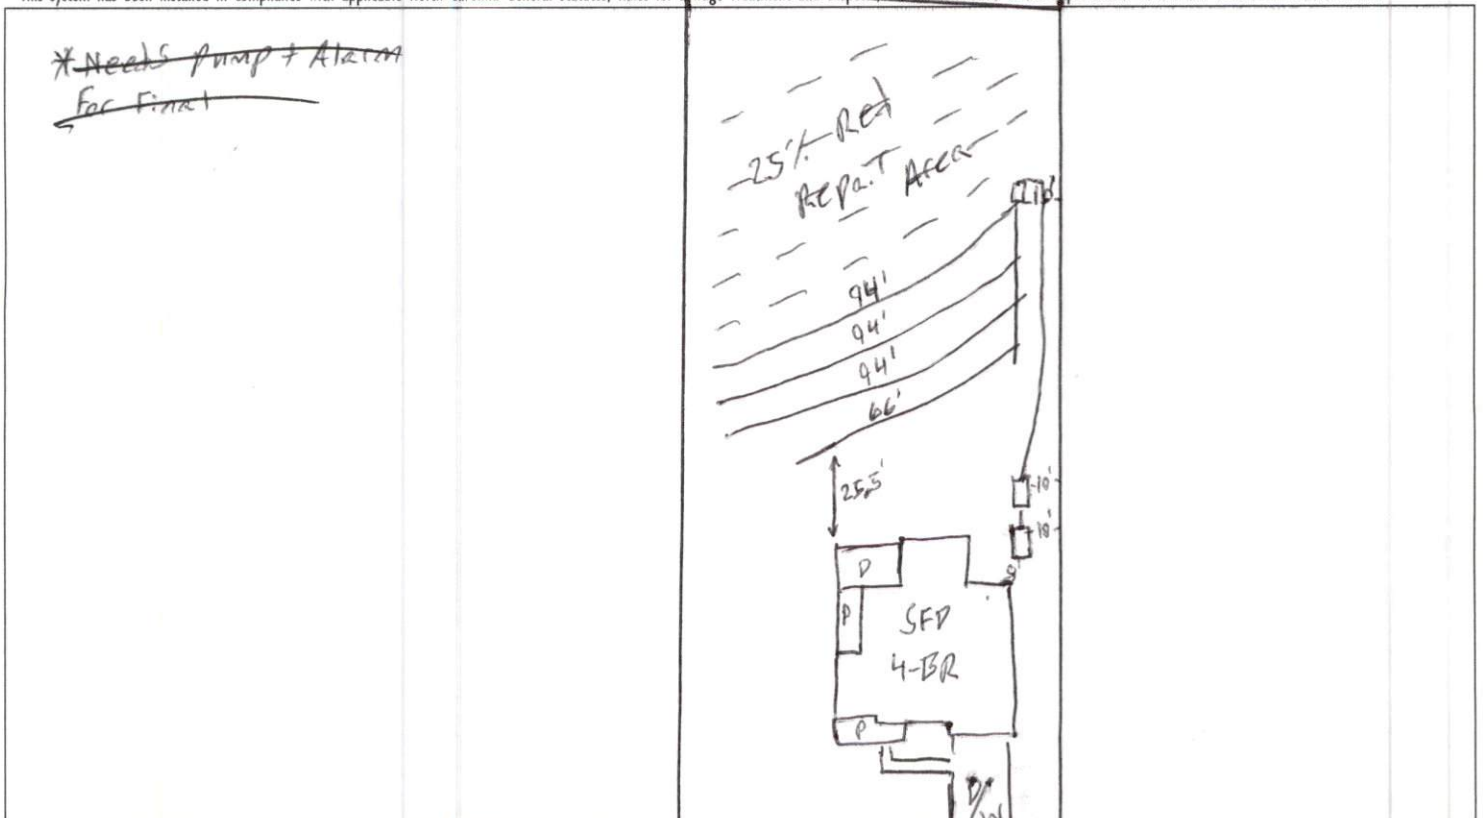 *Needs Pump + Alarm
For Final
25% Red
Repair Area
94'
94'
94'
66'
25.5'
10'
10'
D
P
SFD
4-BR
P
D/W